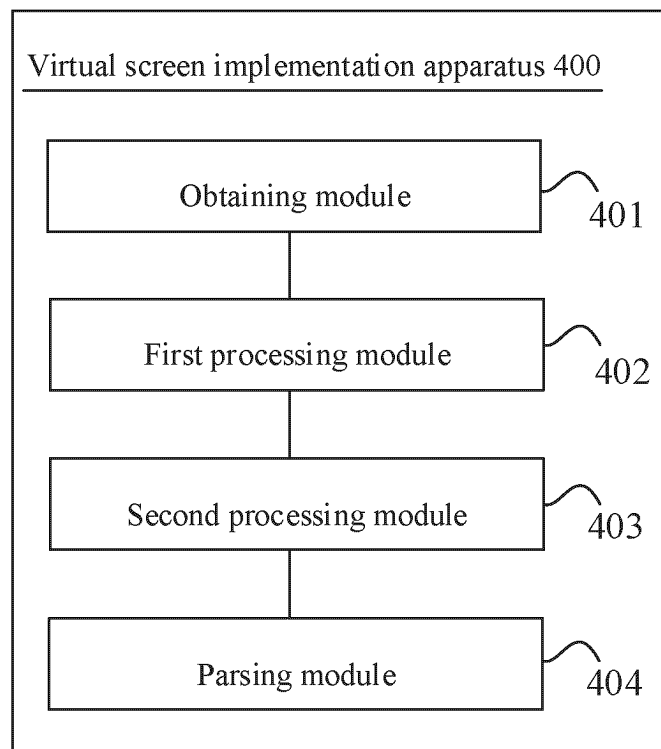 Virtual screen implementation apparatus 400
Obtaining module
401
First processing module
402
Second processing module
403
Parsing module
404